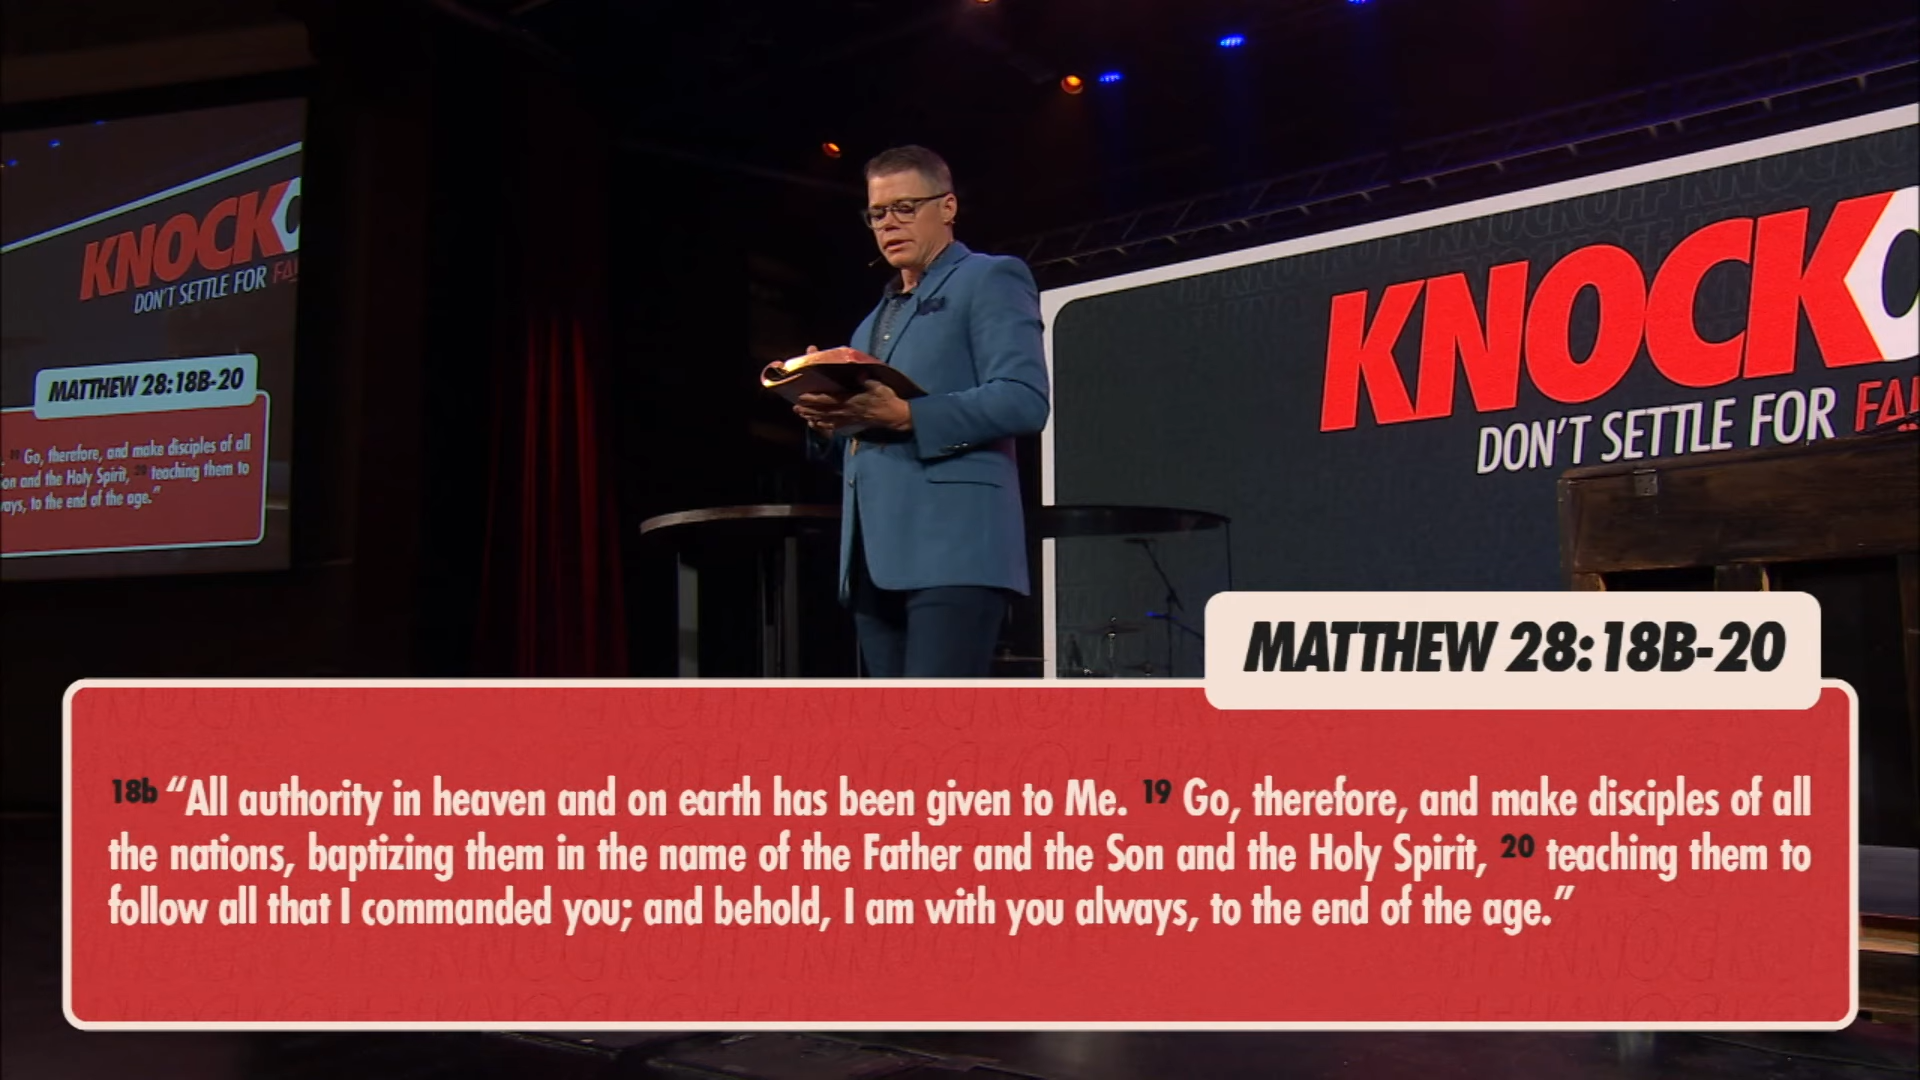 KNOCK
DON'T SETTLE FOR
MATTHEW 28:18B-20
Go, therefore, and make disciples of all
and the Holy Spirit, 20 teaching them to
to the end of the age.”
KNOCK
DON'T SETTLE FOR
MATTHEW 28:18B-20
18b “All authority in heaven and on earth has been given to Me. 19 Go, therefore, and make disciples of all
the nations, baptizing them in the name of the Father and the Son and the Holy Spirit, 20 teaching them to
follow all that I commanded you; and behold, I am with you always, to the end of the age.”